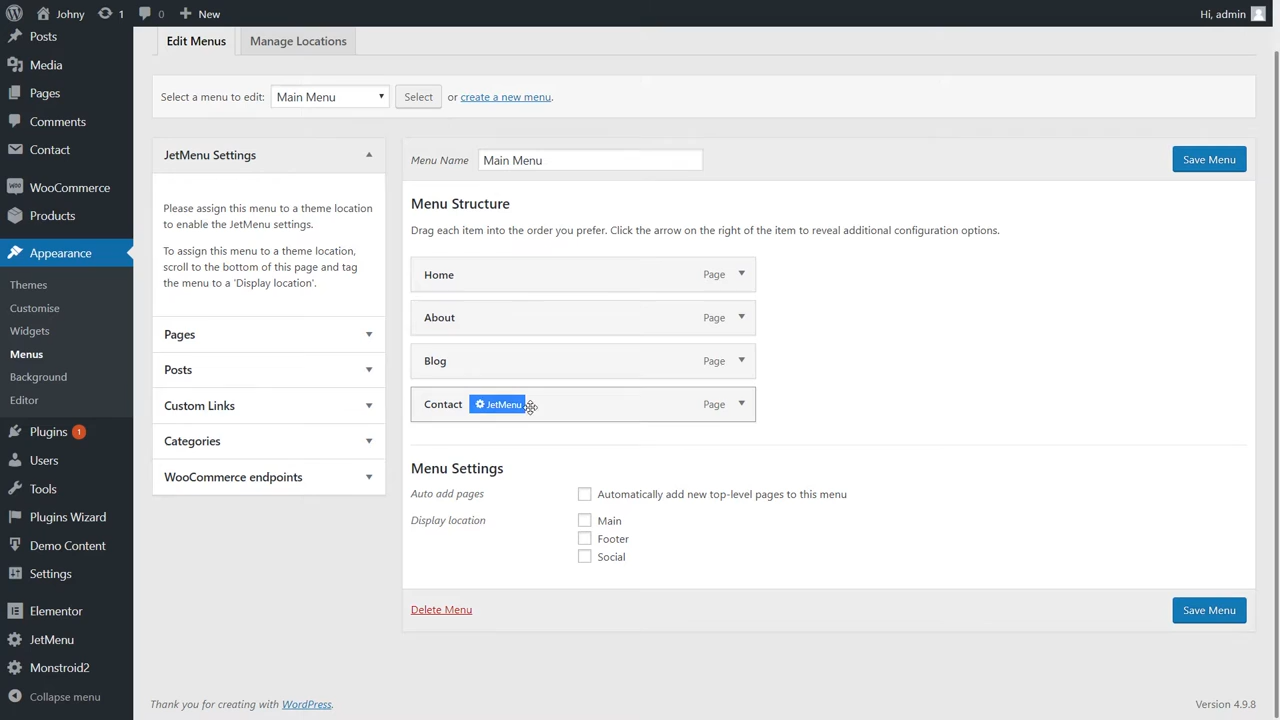 Johny 1 0 New Hi, admin
Posts
Media
Pages
Comments
Contact
WooCommerce
Products
Appearance
Themes
Customise
Widgets
Menus
Background
Editor
Plugins 1
Users
Tools
Plugins Wizard
Demo Content
Settings
Elementor
JetMenu
Monstroid2
Collapse menu
Edit Menus Manage Locations
Select a menu to edit: Main Menu Select or create a new menu.
JetMenu Settings
Please assign this menu to a theme location
to enable the JetMenu settings.
To assign this menu to a theme location,
scroll to the bottom of this page and tag
the menu to a 'Display location'.
Pages
Posts
Custom Links
Categories
WooCommerce endpoints
Menu Name Main Menu Save Menu
Menu Structure
Drag each item into the order you prefer. Click the arrow on the right of the item to reveal additional configuration options.
Home Page
About Page
Blog Page
Contact JetMenu Page
Menu Settings
Auto add pages Automatically add new top-level pages to this menu
Display location Main
Footer
Social
Delete Menu Save Menu
Thank you for creating with WordPress. Version 4.9.8